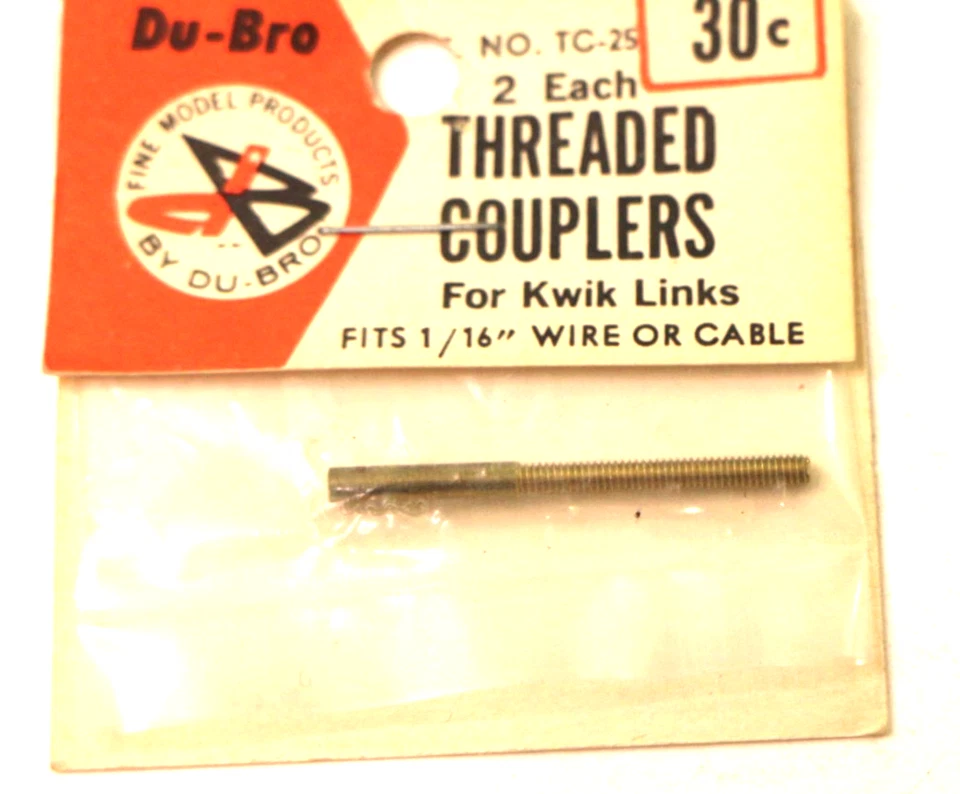 Du-Bro
NO. TC-25
30c
2 Each
THREADED
COUPLERS
For Kwik Links
FITS 1/16" WIRE OR CABLE
FINE MODEL PRODUCTS
BY DU-BRO